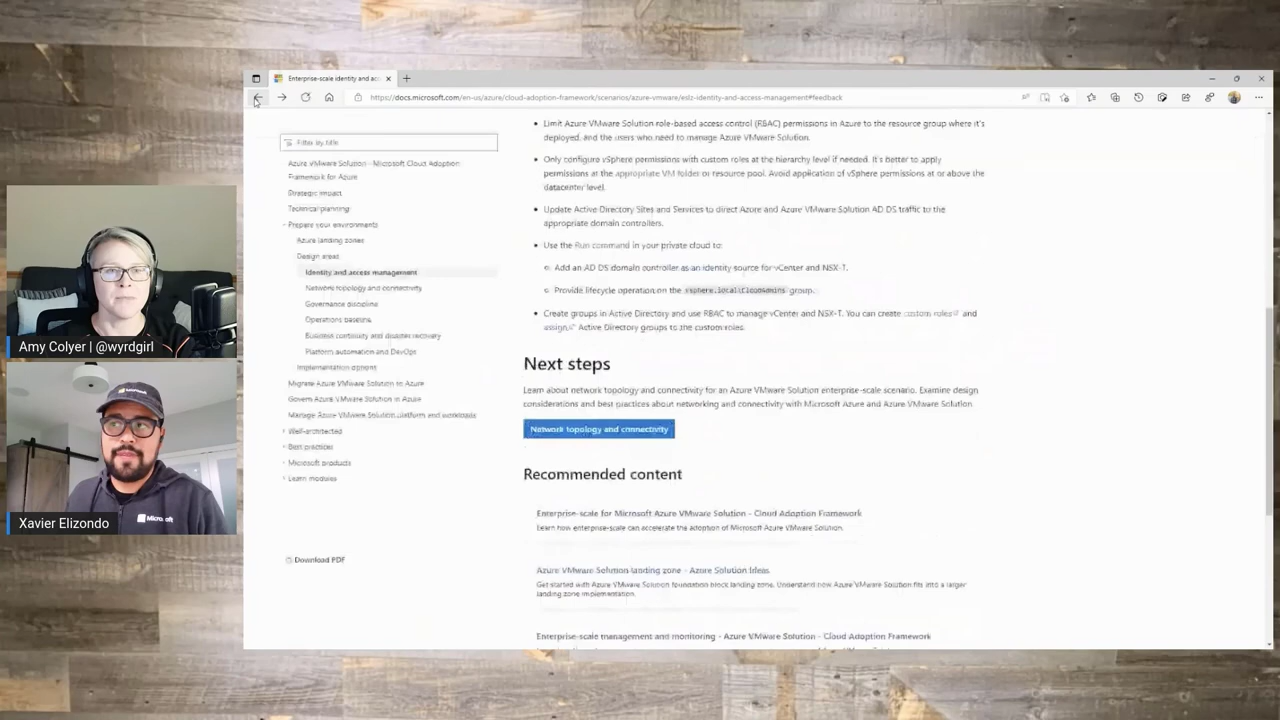 Enterprise-scale identity and acc
https://docs.microsoft.com/en-us/azure/cloud-adoption-framework/scenarios/azure-vmware/eslz-identity-and-access-management#feedback
Filter by title
Azure VMware Solution - Microsoft Cloud Adoption
Framework for Azure
Strategic impact
Technical planning
Prepare your environments
Azure landing zones
Design areas
Identity and access management
Network topology and connectivity
Governance discipline
Operations baseline
Business continuity and disaster recovery
Platform automation and DevOps
Implementation options
Migrate Azure VMware Solution to Azure
Govern Azure VMware Solution in Azure
Manage Azure VMware Solution platform and workloads
Well-architected
Best practices
Microsoft products
Learn modules
Download PDF
Limit Azure VMware Solution role-based access control (RBAC) permissions in Azure to the resource group where it's
deployed, and the users who need to manage Azure VMware Solution.
Only configure vSphere permissions with custom roles at the hierarchy level if needed. It's better to apply
permissions at the appropriate VM folder or resource pool. Avoid application of vSphere permissions at or above the
datacenter level.
Update Active Directory Sites and Services to direct Azure and Azure VMware Solution AD DS traffic to the
appropriate domain controllers.
Use the Run command in your private cloud to:
Add an AD DS domain controller as an identity source for vCenter and NSX-T.
Provide lifecycle operation on the vsphere.local\CloudAdmins group.
Create groups in Active Directory and use RBAC to manage vCenter and NSX-T. You can create custom roles and
assign Active Directory groups to the custom roles.
Next steps
Learn about network topology and connectivity for an Azure VMware Solution enterprise-scale scenario. Examine design
considerations and best practices about networking and connectivity with Microsoft Azure and Azure VMware Solution.
Network topology and connectivity
Recommended content
Enterprise-scale for Microsoft Azure VMware Solution - Cloud Adoption Framework
Learn how enterprise-scale can accelerate the adoption of Microsoft Azure VMware Solution.
Azure VMware Solution landing zone - Azure Solution Ideas
Get started with Azure VMware Solution foundation block landing zone. Understand how Azure VMware Solution fits into a larger
landing zone implementation.
Enterprise-scale management and monitoring - Azure VMware Solution - Cloud Adoption Framework
Amy Colyer | @wyrdgirl
Microsoft
Xavier Elizondo